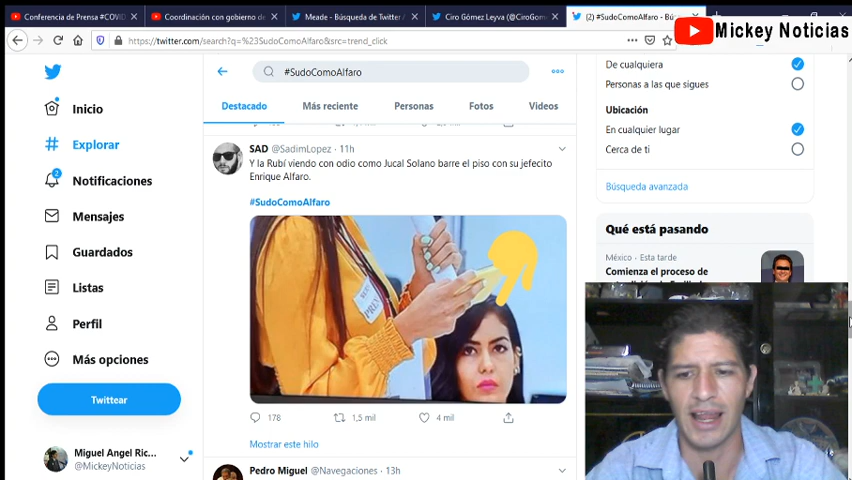 Conferencia de Prensa #COVID
Coordinación con gobierno de
Meade - Búsqueda de Twitter /
Ciro Gómez Leyva (@CiroGome
(2) #SudoComoAlfaro - Bús
Mickey Noticias
https://twitter.com/search?q=%23SudoComoAlfaro&src=trend_click
#SudoComoAlfaro
Destacado
Más reciente
Personas
Fotos
Videos
Inicio
Explorar
2
Notificaciones
Mensajes
Guardados
Listas
Perfil
Más opciones
Twittear
Miguel Angel Ric...
@MickeyNoticias
SAD @SadimLopez · 11h
Y la Rubí viendo con odio como Jucal Solano barre el piso con su jefecito
Enrique Alfaro.
#SudoComoAlfaro
178
1,5 mil
4 mil
Mostrar este hilo
Pedro Miguel @Navegaciones · 13h
De cualquiera
Personas a las que sigues
Ubicación
En cualquier lugar
Cerca de ti
Búsqueda avanzada
Qué está pasando
México · Esta tarde
Comienza el proceso de